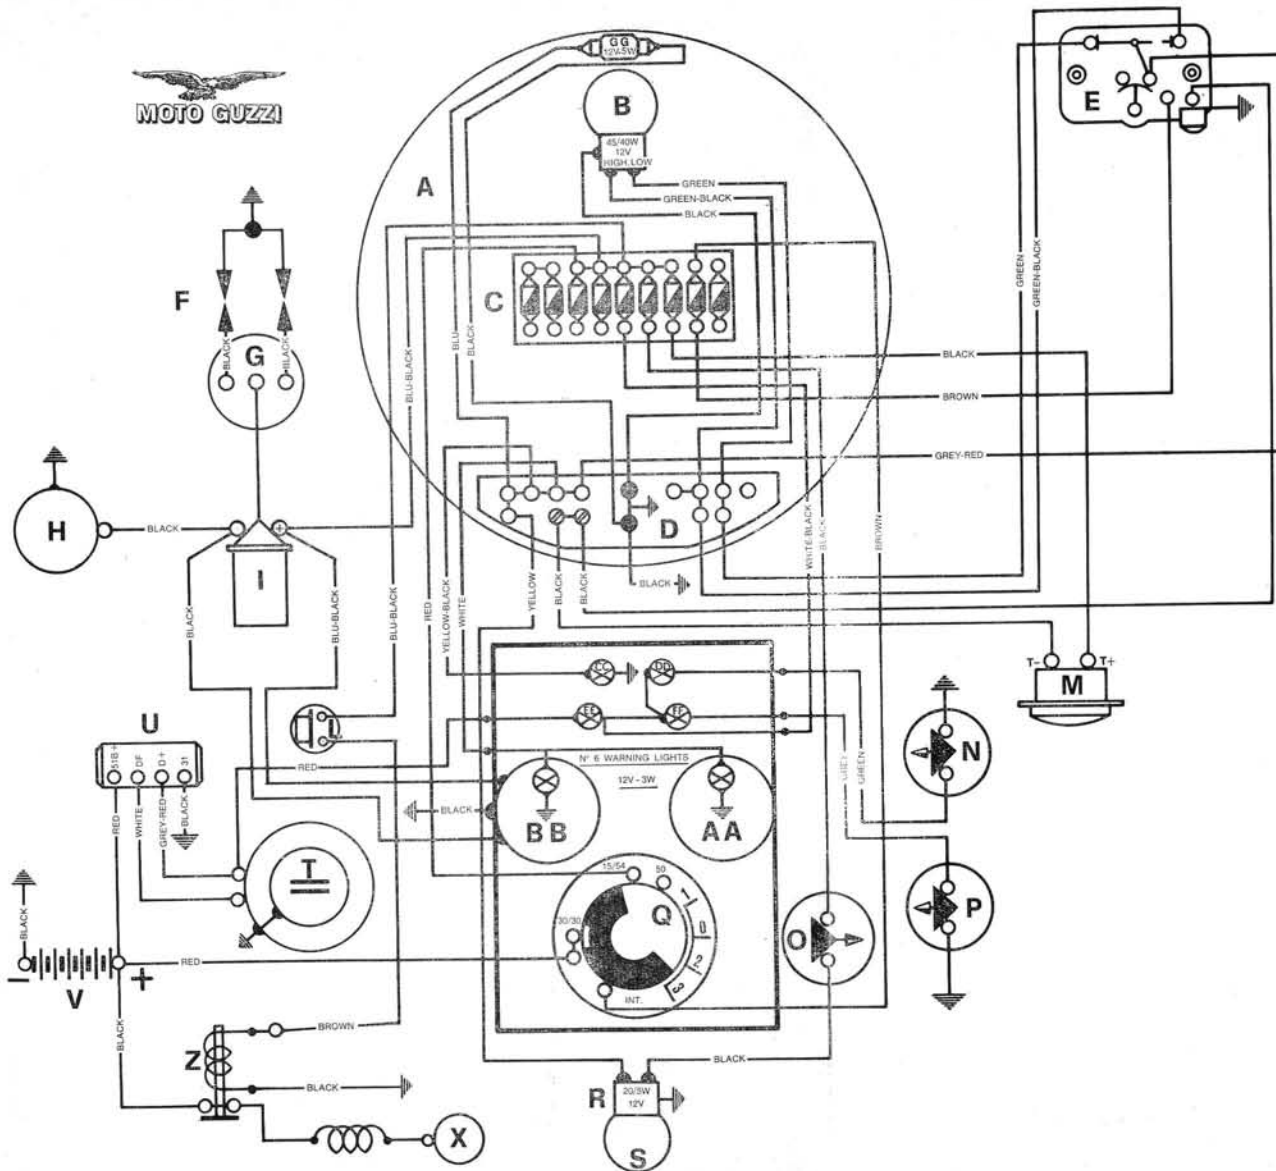 MOTO GUZZI
GG
12V-5W
B
45/40W
12V
HIGH. LOW
A
E
GREEN
GREEN-BLACK
BLACK
GREEN
GREEN-BLACK
C
F
BLACK
G
BLACK
BLU
BLACK
BLU-BLACK
BLACK
BROWN
GREY-RED
H
BLACK
+
I
D
WHITE-BLACK
BLACK
BROWN
BLACK
BLU-BLACK
BLU-BLACK
RED
YELLOW-BLACK
WHITE
YELLOW
BLACK
BLACK
BLACK
CC
DD
EE
FF
T-
T+
M
N
U
51B+
DF
D+
31
RED
WHITE
GREY-RED
BLACK
L
RED
N° 6 WARNING LIGHTS
12V-3W
GREY
GREEN
BLACK
BB
AA
T
15/54
50
30/30
Q
1
0
2
3
INT.
O
P
BLACK
V
-
+
RED
BLACK
Z
BROWN
BLACK
X
BLACK
R
20/5W
12V
S